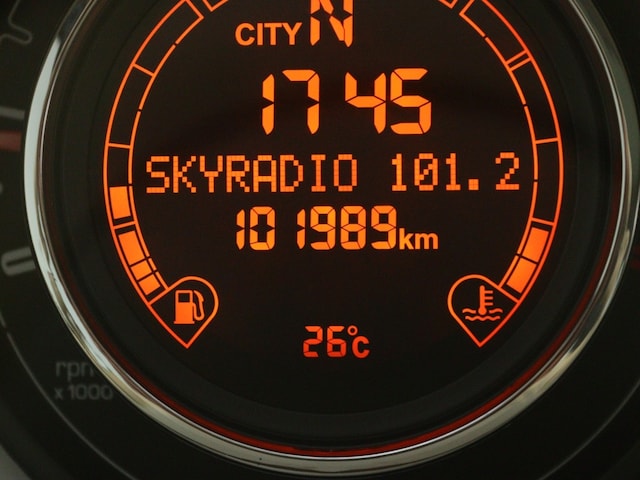 CITY N
17 45
SKYRADIO 101.2
101989km
26°c
rpm
x 1000